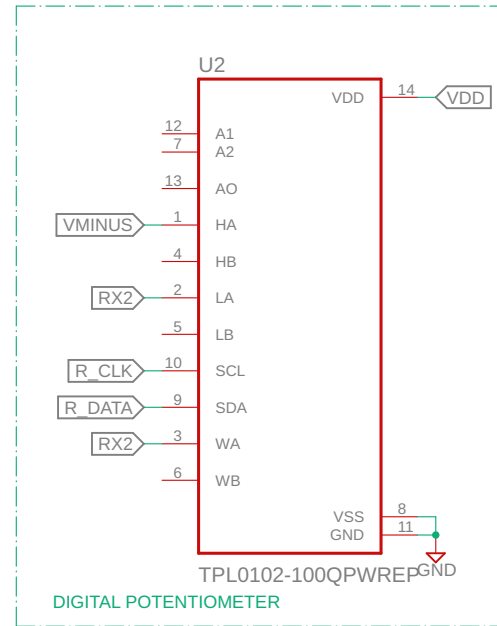 U2
VDD 14 VDD
12 A1
7 A2
13 AO
VMINUS 1 HA
4 HB
RX2 2 LA
5 LB
R_CLK 10 SCL
R_DATA 9 SDA
RX2 3 WA
6 WB
VSS 8
GND 11
TPL0102-100QPWREP
GND
DIGITAL POTENTIOMETER